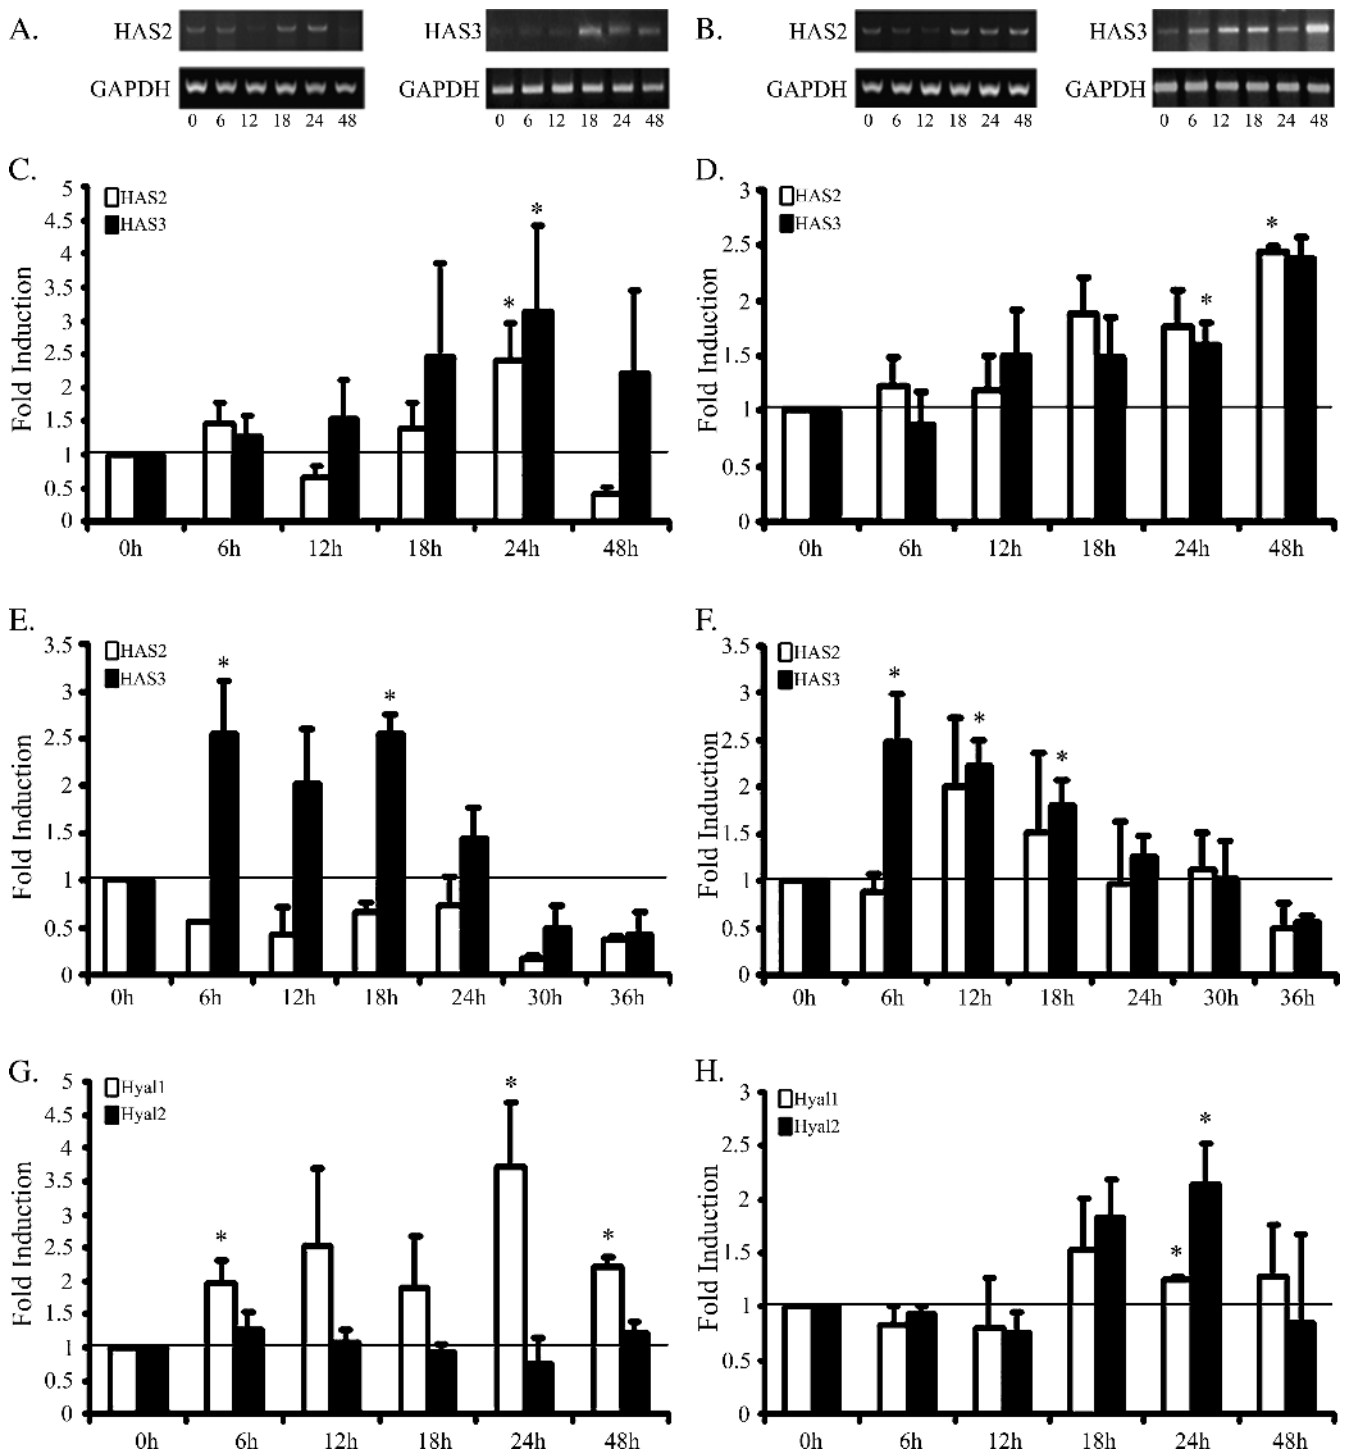 A.
HAS2
HAS3
GAPDH
GAPDH
0 6 12 18 24 48
0 6 12 18 24 48
B.
HAS2
HAS3
GAPDH
GAPDH
0 6 12 18 24 48
0 6 12 18 24 48
C.
Fold Induction
5
4.5
4
3.5
3
2.5
2
1.5
1
0.5
0
HAS2
HAS3
*
*
0h 6h 12h 18h 24h 48h
D.
Fold Induction
3
2.5
2
1.5
1
0.5
0
HAS2
HAS3
*
*
0h 6h 12h 18h 24h 48h
E.
Fold Induction
3.5
3
2.5
2
1.5
1
0.5
0
HAS2
HAS3
*
*
0h 6h 12h 18h 24h 30h 36h
F.
Fold Induction
3.5
3
2.5
2
1.5
1
0.5
0
HAS2
HAS3
*
*
*
0h 6h 12h 18h 24h 30h 36h
G.
Fold Induction
5
4.5
4
3.5
3
2.5
2
1.5
1
0.5
0
Hyal1
Hyal2
*
*
*
0h 6h 12h 18h 24h 48h
H.
Fold Induction
3
2.5
2
1.5
1
0.5
0
Hyal1
Hyal2
*
*
0h 6h 12h 18h 24h 48h